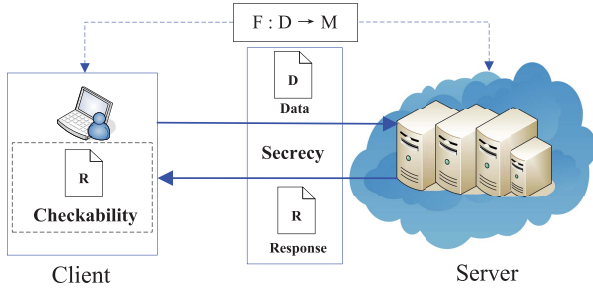 F : D → M
D
Data
Secrecy
R
Checkability
R
Response
Client
Server